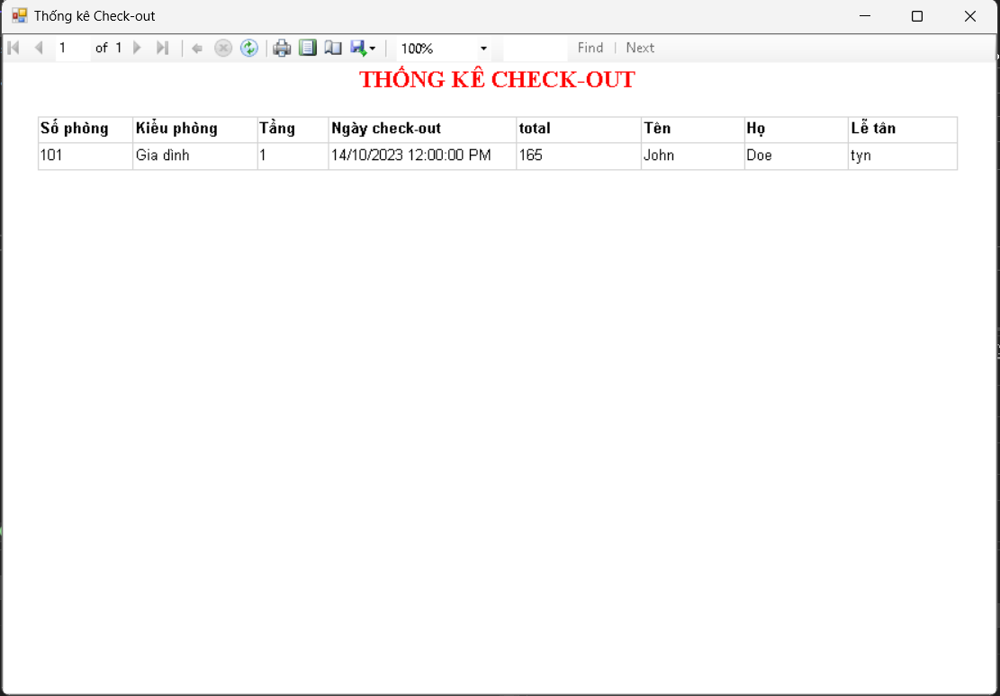 Thống kê Check-out
1 of 1 100% Find Next
THỐNG KÊ CHECK-OUT
Số phòng Kiểu phòng Tầng Ngày check-out total Tên Họ Lễ tân
101 Gia dình 1 14/10/2023 12:00:00 PM 165 John Doe tyn